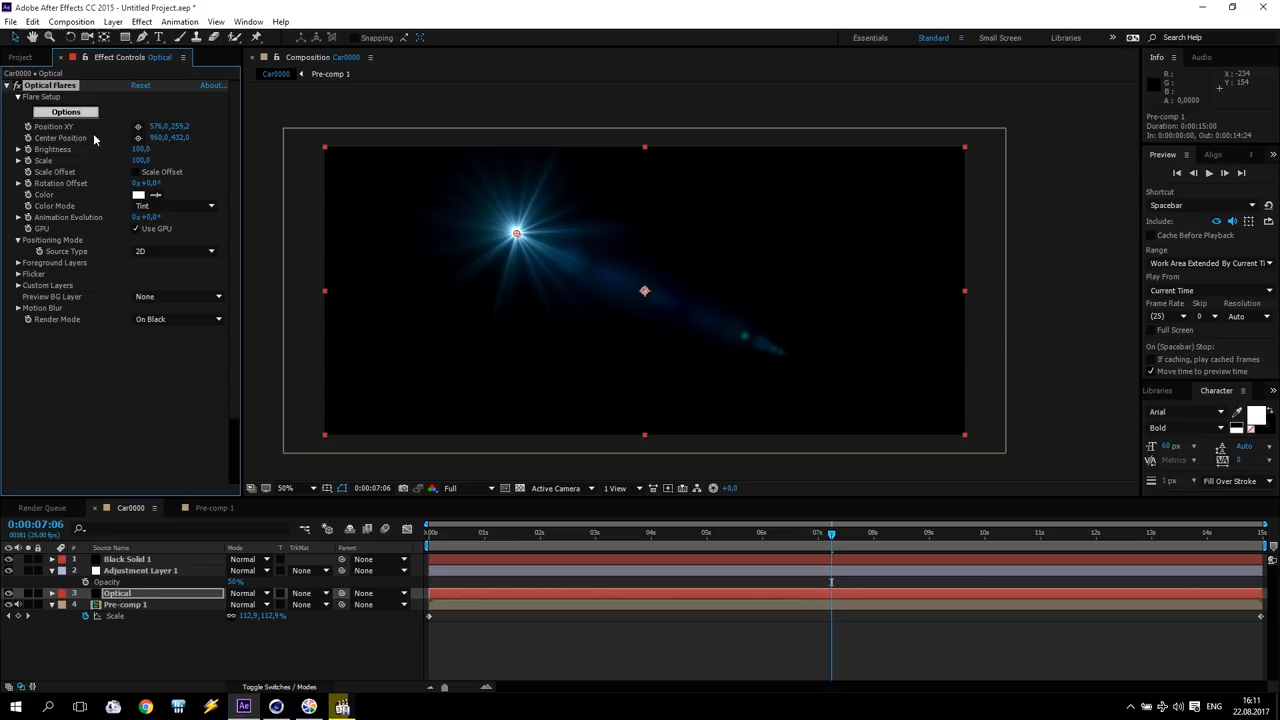 Adobe After Effects CC 2015 - Untitled Project.aep *
File Edit Composition Layer Effect Animation View Window Help
Snapping
Essentials Standard Small Screen Libraries Search Help
Project Effect Controls Optical
Composition Car0000
Info Audio
Car0000 • Optical
Car0000 Pre-comp 1
Optical Flares Reset About...
Flare Setup
Options
Position XY 576,0,259,2
Center Position 960,0,432,0
Brightness 100,0
Scale 100,0
Scale Offset Scale Offset
Rotation Offset 0x+0,0°
Color
Color Mode Tint
Animation Evolution 0x+0,0°
GPU Use GPU
Positioning Mode
Source Type 2D
Foreground Layers
Flicker
Custom Layers
Preview BG Layer None
Motion Blur
Render Mode On Black
R :
G :
B :
A : 0,0000
X : -234
Y : 154
Pre-comp 1
Duration: 0:00:15:00
In: 0:00:00:00, Out: 0:00:14:24
Preview Align
Shortcut
Spacebar
Include:
Cache Before Playback
Range
Work Area Extended By Current Ti
Play From
Current Time
Frame Rate Skip Resolution
(25) 0 Auto
Full Screen
On (Spacebar) Stop:
If caching, play cached frames
Move time to preview time
Libraries Character
Arial
Bold
60 px Auto
Metrics 0
1 px Fill Over Stroke
50% 0:00:07:06 Full Active Camera 1 View +0,0
Render Queue Car0000 Pre-comp 1
0:00:07:06
00181 (25.00 fps)
:00s 01s 02s 03s 04s 05s 06s 07s 08s 09s 10s 11s 12s 13s 14s 15s
# Source Name Mode T TrkMat Parent
1 Black Solid 1 Normal None
2 Adjustment Layer 1 Normal None None
Opacity 50%
3 Optical Normal None None
4 Pre-comp 1 Normal None None
Scale 112,9,112,9%
Toggle Switches / Modes
Ae
ENG
16:11
22.08.2017